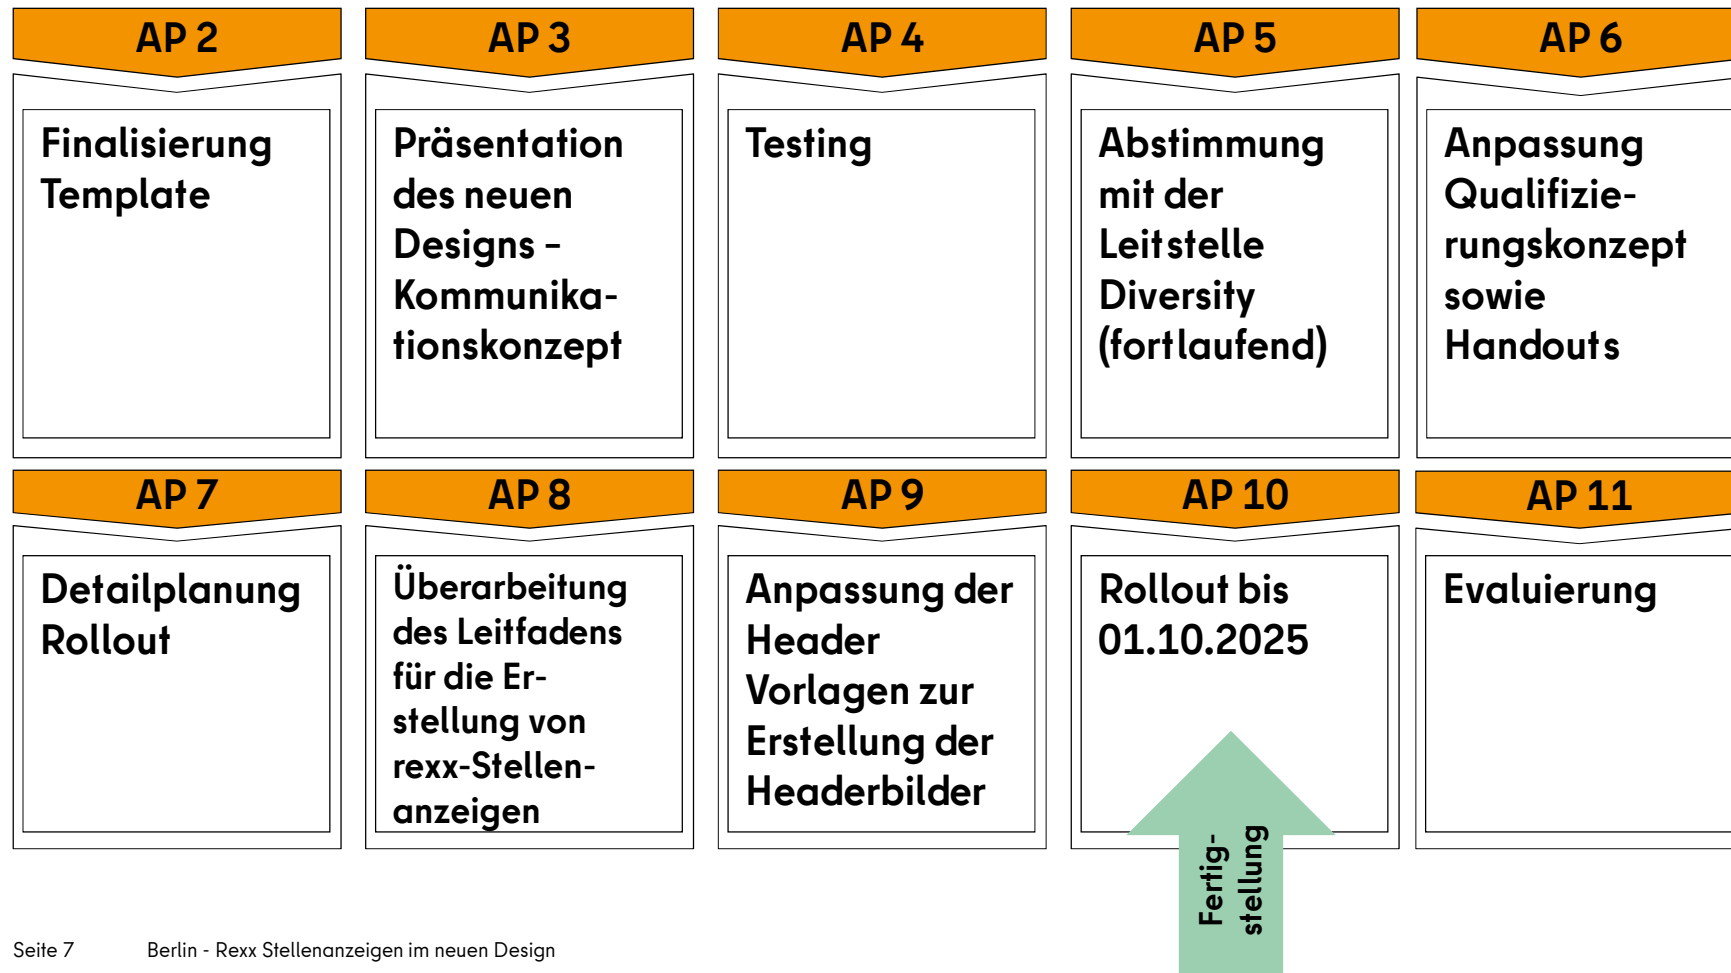 AP 2
Finalisierung
Template
AP 3
Präsentation
des neuen
Designs –
Kommunika-
tionskonzept
AP 4
Testing
AP 5
Abstimmung
mit der
Leitstelle
Diversity
(fortlaufend)
AP 6
Anpassung
Qualifizie-
rungskonzept
sowie
Handouts
AP 7
Detailplanung
Rollout
AP 8
Überarbeitung
des Leitfadens
für die Er-
stellung von
rexx-Stellen-
anzeigen
AP 9
Anpassung der
Header
Vorlagen zur
Erstellung der
Headerbilder
AP 10
Rollout bis
01.10.2025
Fertig-
stellung
AP 11
Evaluierung
Seite 7 Berlin - Rexx Stellenanzeigen im neuen Design